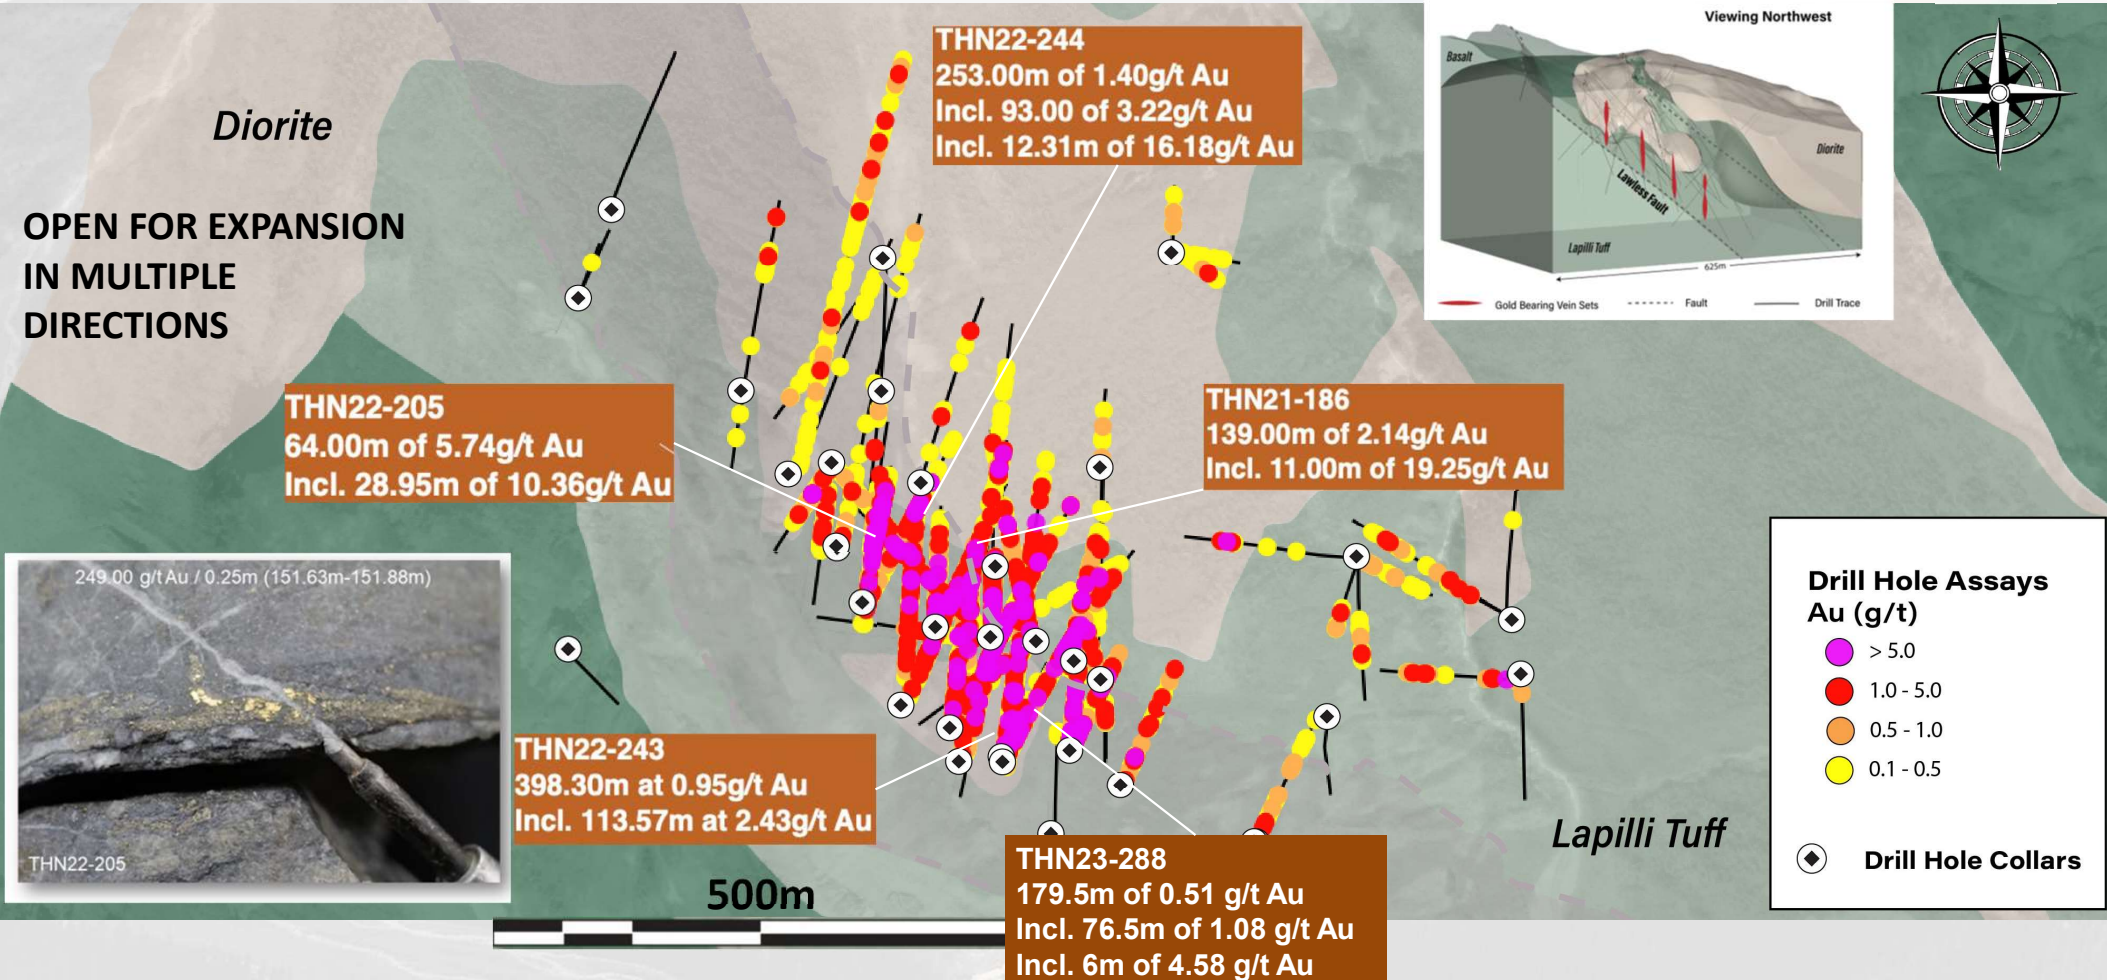 Diorite
OPEN FOR EXPANSION
IN MULTIPLE
DIRECTIONS
THN22-244
253.00m of 1.40g/t Au
Incl. 93.00 of 3.22g/t Au
Incl. 12.31m of 16.18g/t Au
Viewing Northwest
Basalt
Diorite
Lawless Fault
Lapilli Tuff
625m
Gold Bearing Vein Sets
Fault
Drill Trace
THN22-205
64.00m of 5.74g/t Au
Incl. 28.95m of 10.36g/t Au
THN21-186
139.00m of 2.14g/t Au
Incl. 11.00m of 19.25g/t Au
249.00 g/t Au / 0.25m (151.63m-151.88m)
THN22-205
THN22-243
398.30m at 0.95g/t Au
Incl. 113.57m at 2.43g/t Au
THN23-288
179.5m of 0.51 g/t Au
Incl. 76.5m of 1.08 g/t Au
Incl. 6m of 4.58 g/t Au
500m
Lapilli Tuff
Drill Hole Assays
Au (g/t)
> 5.0
1.0 - 5.0
0.5 - 1.0
0.1 - 0.5
Drill Hole Collars